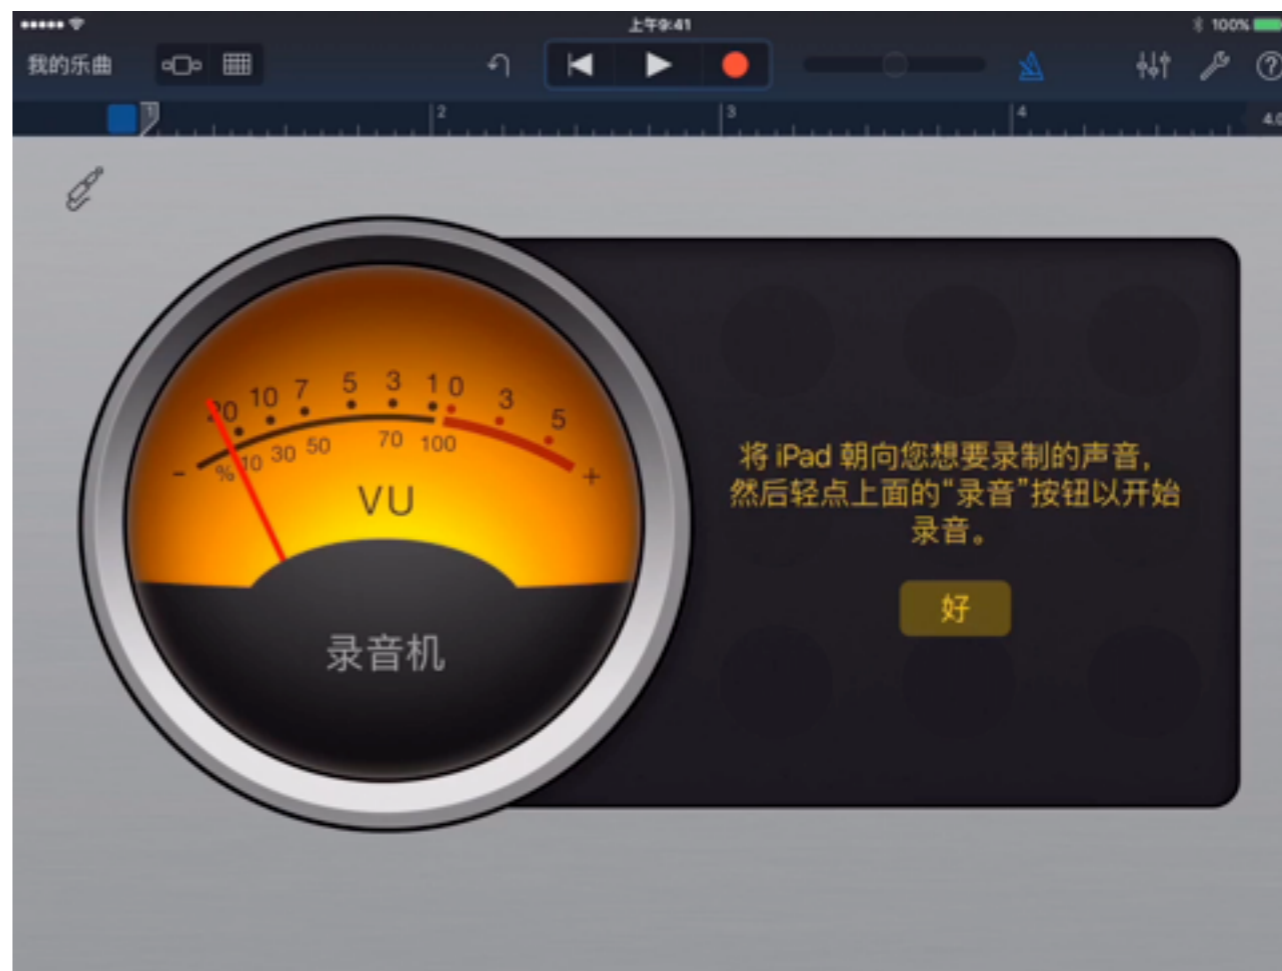 上午9:41
100%
我的乐曲
1 2 3 4
4.0
20 10 7 5 3 1 0 3 5
- % 10 30 50 70 100 +
VU
录音机
将 iPad 朝向您想要录制的声音，
然后轻点上面的“录音”按钮以开始
录音。
好